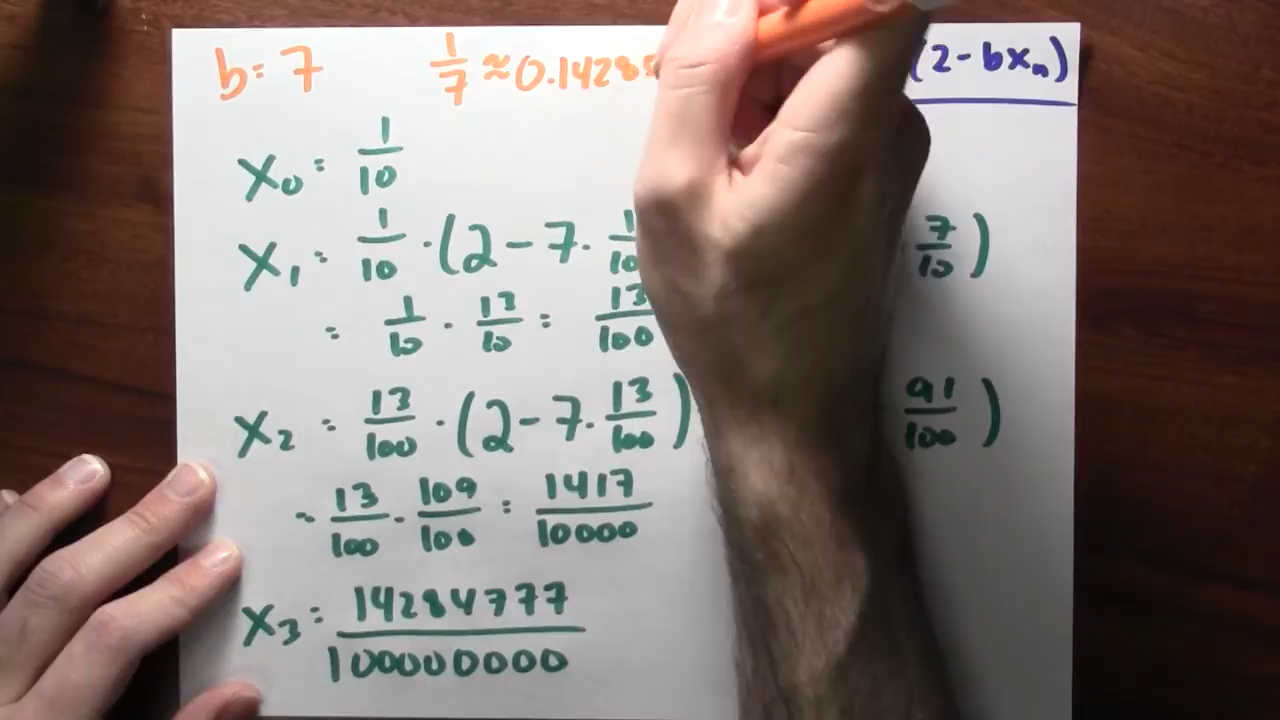 b = 7 1/7 ≈ 0.1428 (2 - bxₙ)
x₀ = 1/10
x₁ = 1/10 · (2 - 7 · 1/10 7/10 )
= 1/10 · 13/10 = 13/100
x₂ = 13/100 · (2 - 7 · 13/100 ) 91/100 )
= 13/100 · 109/100 = 1417/10000
x₃ = 14284777/100000000